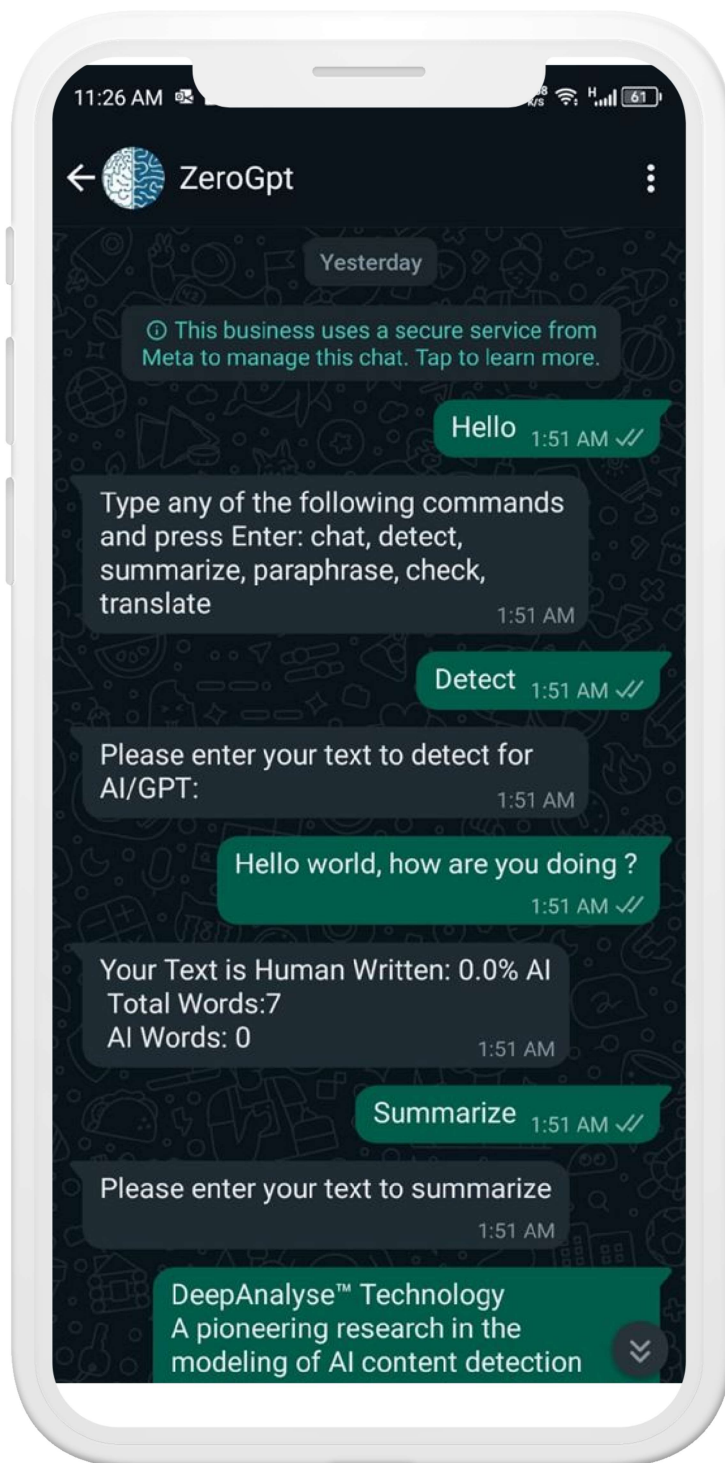 11:26 AM
K/s H 61
ZeroGpt
Yesterday
This business uses a secure service from
Meta to manage this chat. Tap to learn more.
Hello 1:51 AM
Type any of the following commands
and press Enter: chat, detect,
summarize, paraphrase, check,
translate
1:51 AM
Detect 1:51 AM
Please enter your text to detect for
AI/GPT:
1:51 AM
Hello world, how are you doing ?
1:51 AM
Your Text is Human Written: 0.0% AI
Total Words:7
AI Words: 0
1:51 AM
Summarize 1:51 AM
Please enter your text to summarize
1:51 AM
DeepAnalyse™ Technology
A pioneering research in the
modeling of AI content detection